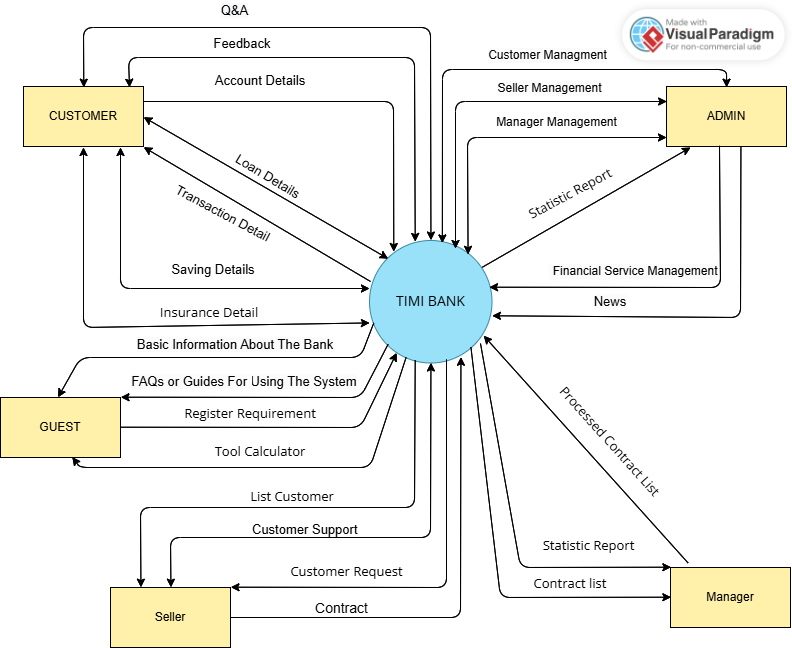 Q&A
Made with
VisualParadigm
For non-commercial use
Feedback
Customer Managment
Account Details
Seller Management
CUSTOMER
ADMIN
Manager Management
Loan Details
Transaction Detail
Statistic Report
Saving Details
Financial Service Management
TIMI BANK
News
Insurance Detail
Basic Information About The Bank
FAQs or Guides For Using The System
Register Requirement
GUEST
Processed Contract List
Tool Calculator
List Customer
Customer Support
Statistic Report
Customer Request
Contract list
Manager
Contract
Seller